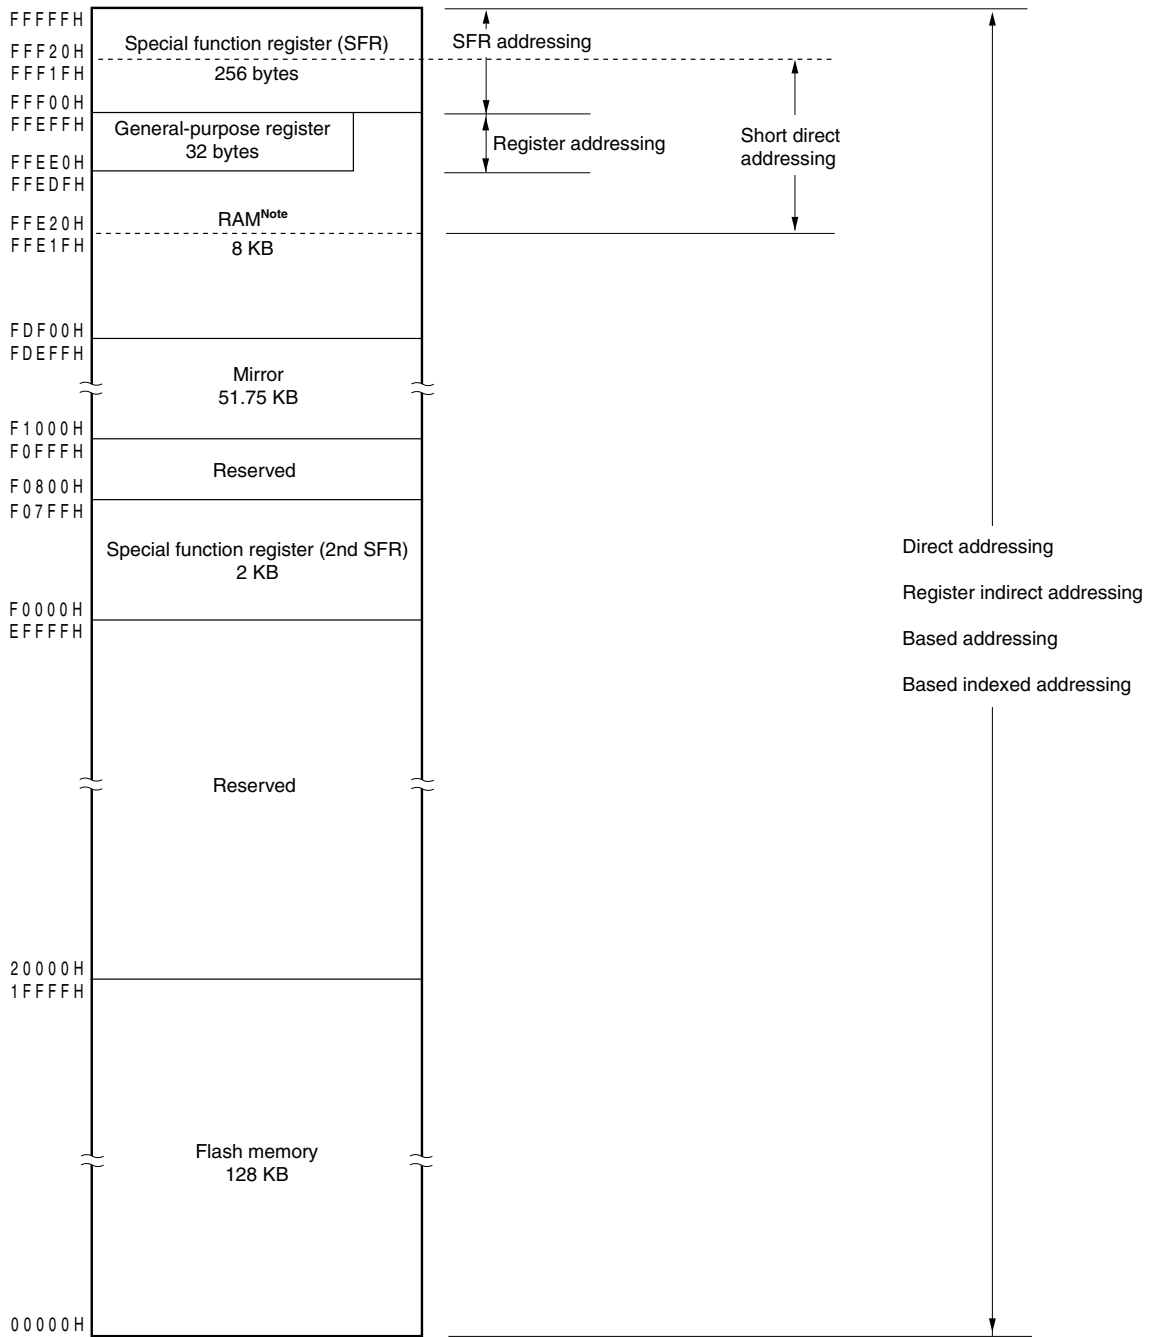 FFFFFH
Special function register (SFR)
SFR addressing
FFF20H
FFF1FH
256 bytes
FFF00H
FFEFFH
General-purpose register
32 bytes
Register addressing
Short direct
addressing
FFEE0H
FFEDFH
RAMNote
FFE20H
FFE1FH
8 KB
FDF00H
FDEFFH
Mirror
51.75 KB
F1000H
F0FFFH
Reserved
F0800H
F07FFH
Special function register (2nd SFR)
2 KB
Direct addressing
Register indirect addressing
Based addressing
Based indexed addressing
F0000H
EFFFFH
Reserved
20000H
1FFFFH
Flash memory
128 KB
00000H